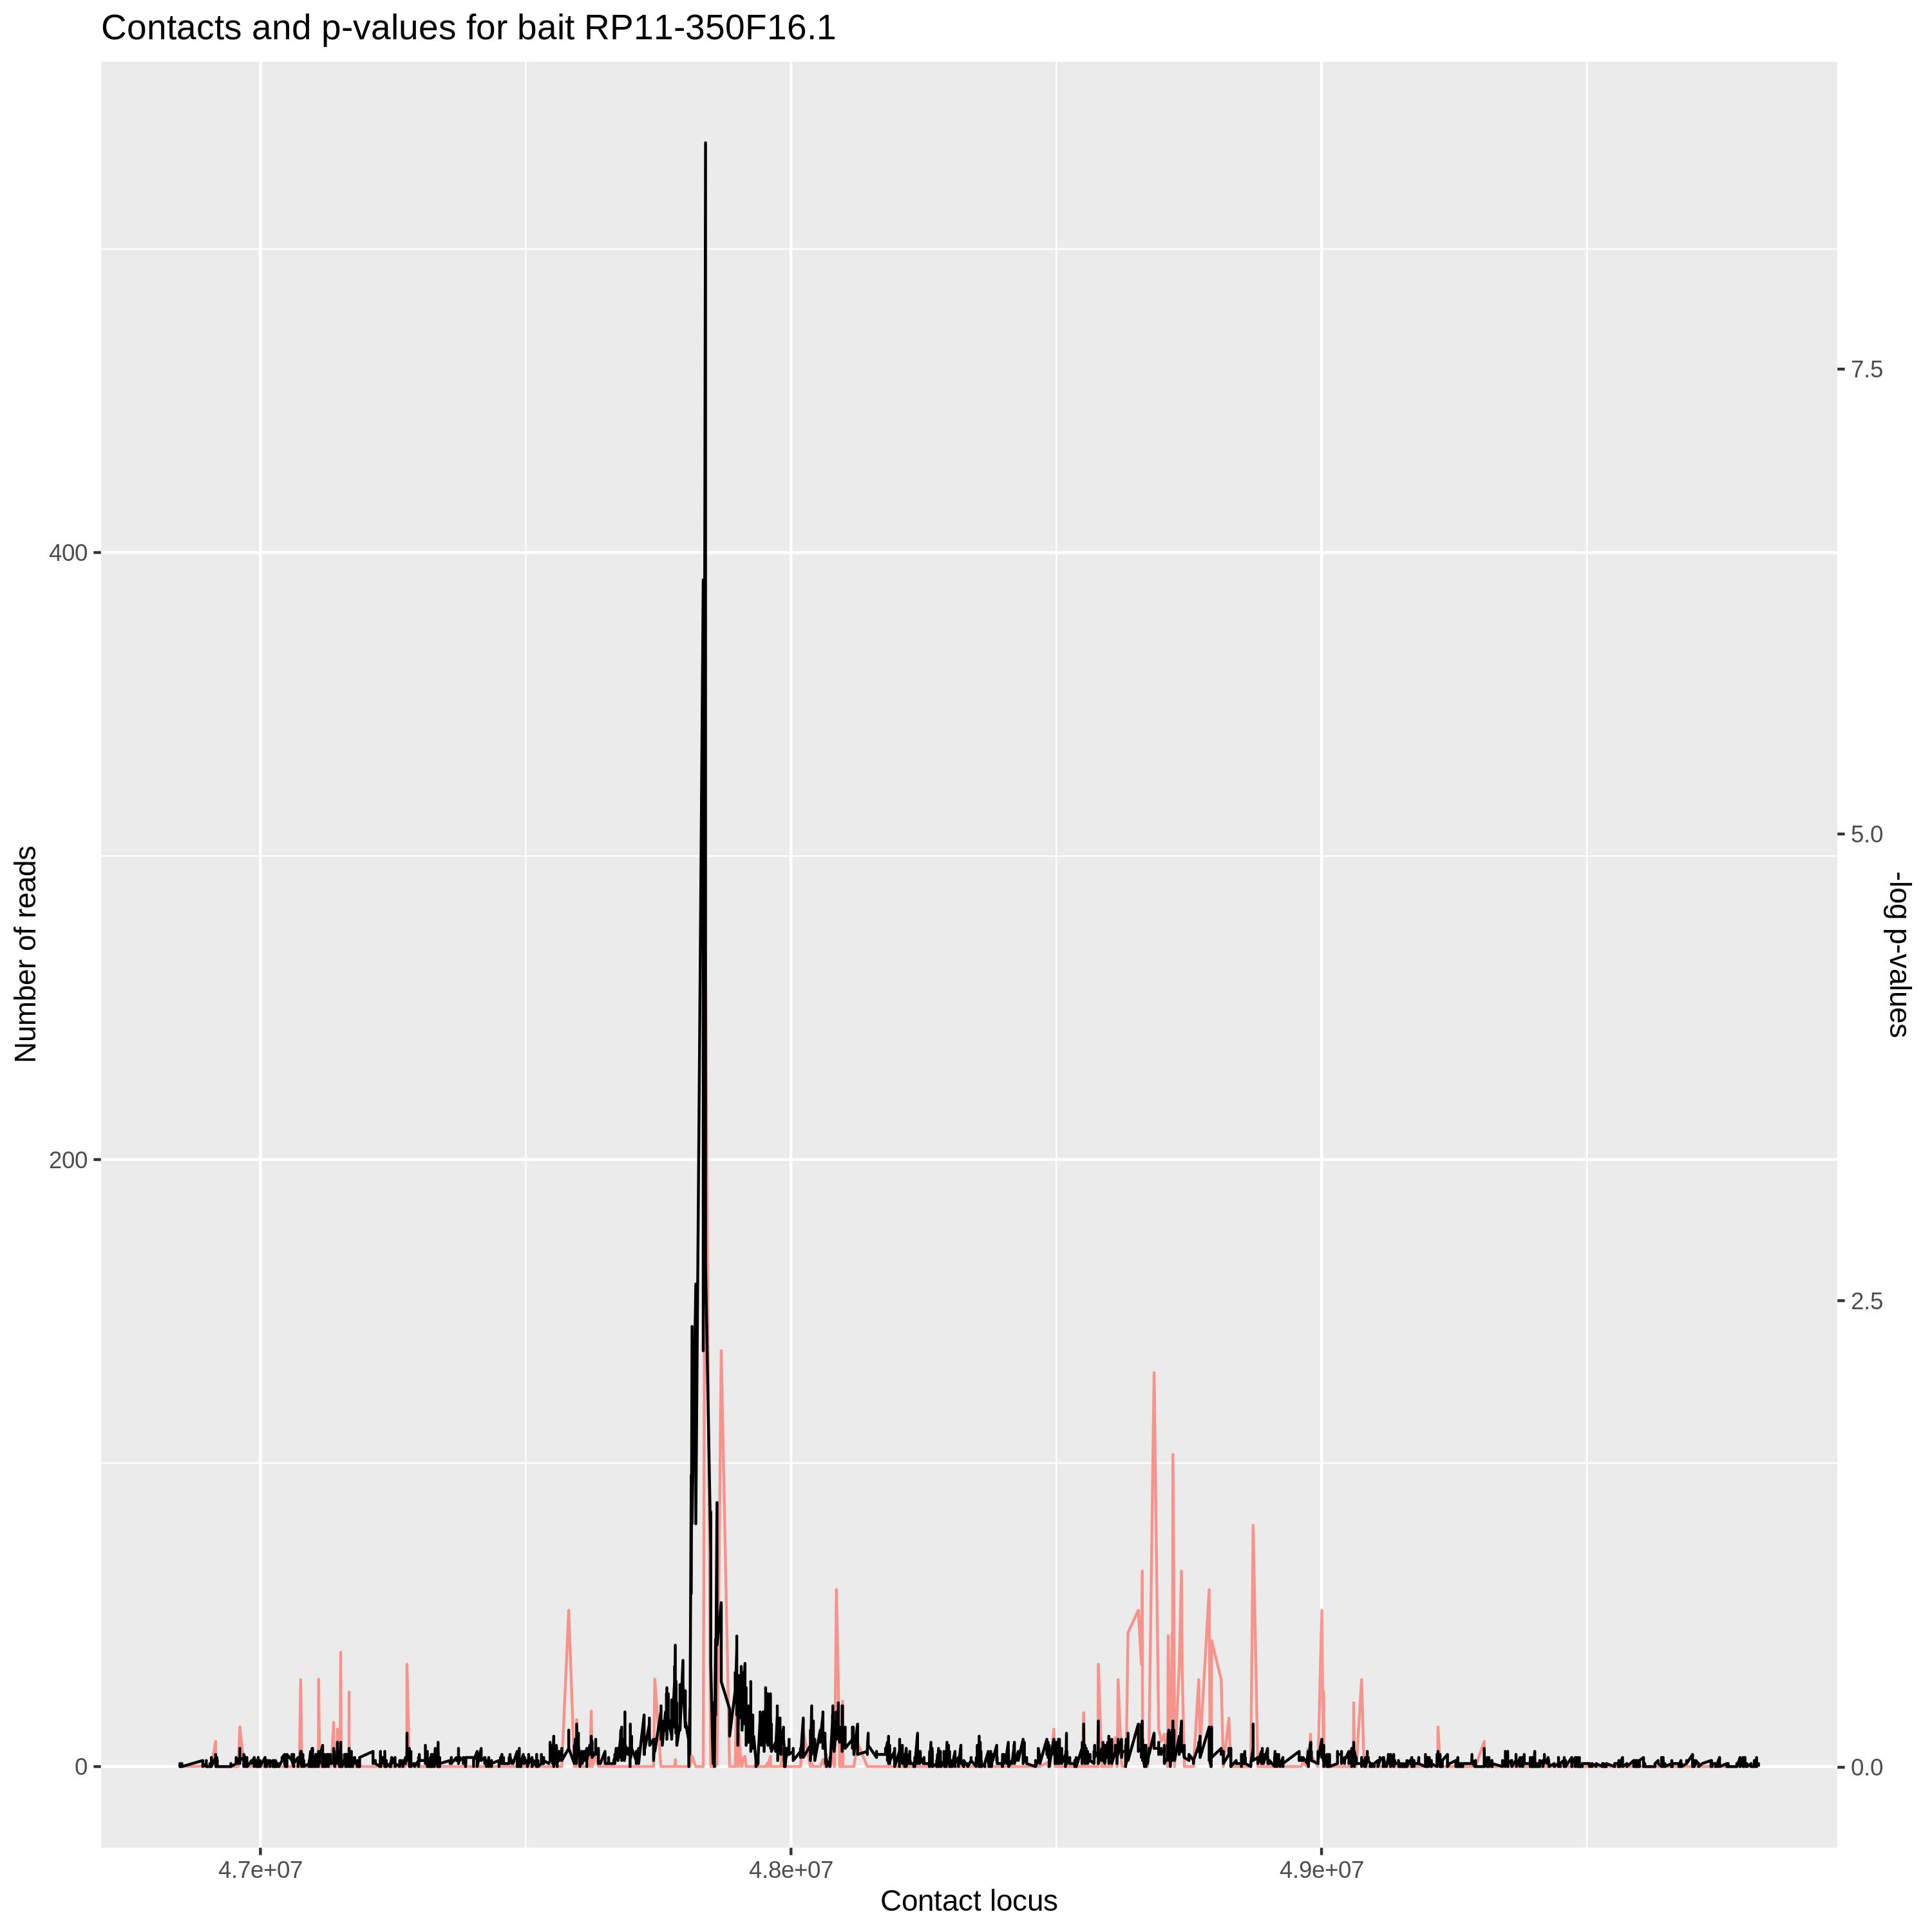 Contacts and p-values for bait RP11-350F16.1
Number of reads
400
200
0
7.5
5.0
2.5
0.0
-log p-values
4.7e+07
4.8e+07
4.9e+07
Contact locus